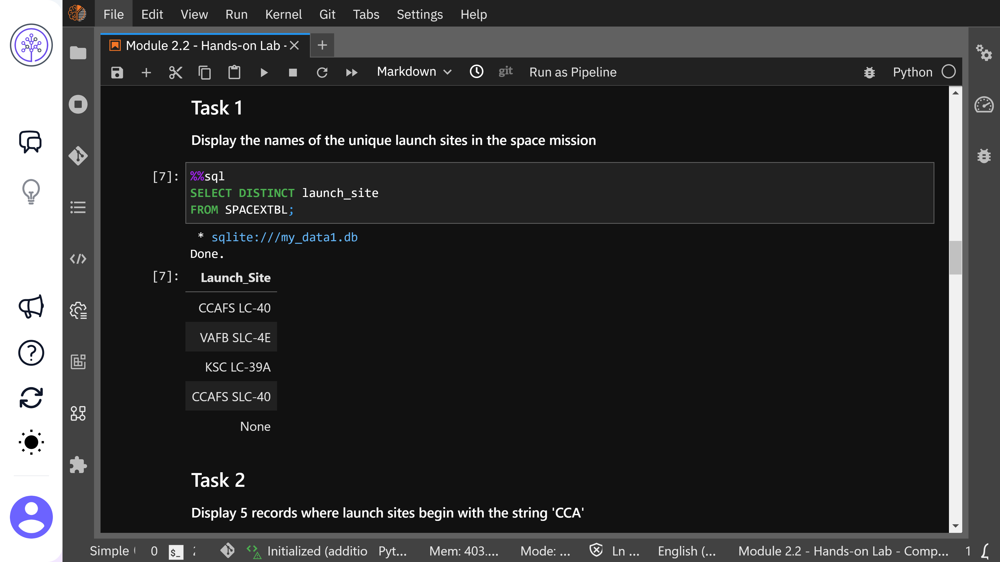 File Edit View Run Kernel Git Tabs Settings Help
Module 2.2 - Hands-on Lab -
Markdown git Run as Pipeline Python
Task 1
Display the names of the unique launch sites in the space mission
[7]: %%sql
SELECT DISTINCT launch_site
FROM SPACEXTBL;
* sqlite:///my_data1.db
Done.
[7]: Launch_Site
CCAFS LC-40
VAFB SLC-4E
KSC LC-39A
CCAFS SLC-40
None
Task 2
Display 5 records where launch sites begin with the string 'CCA'
Simple 0 $_ Initialized (additio Pyt... Mem: 403.... Mode: ... Ln ... English (... Module 2.2 - Hands-on Lab - Comp... 1